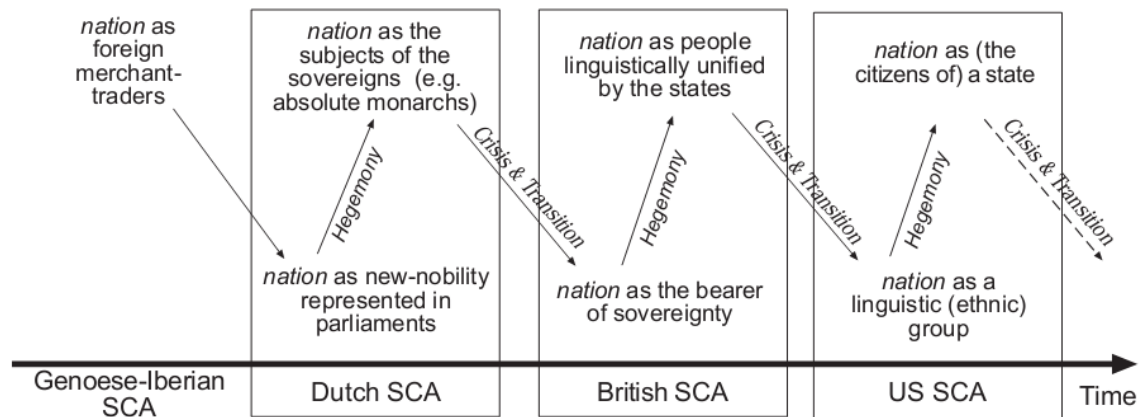 nation as
foreign
merchant-
traders
nation as the
subjects of the
sovereigns (e.g.
absolute monarchs)
Hegemony
nation as new-nobility
represented in
parliaments
Crisis & Transition
nation as people
linguistically unified
by the states
Hegemony
nation as the bearer
of sovereignty
Crisis & Transition
nation as (the
citizens of) a state
Hegemony
nation as a
linguistic (ethnic)
group
Crisis & Transition
Genoese-Iberian
SCA
Dutch SCA
British SCA
US SCA
Time